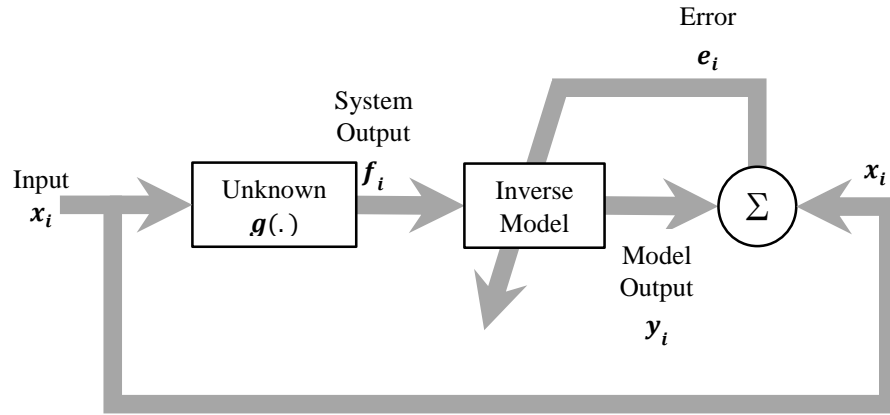 Error
e_i
System
Output
f_i
Input
x_i
Unknown
g(.)
Inverse
Model
Σ
x_i
Model
Output
y_i